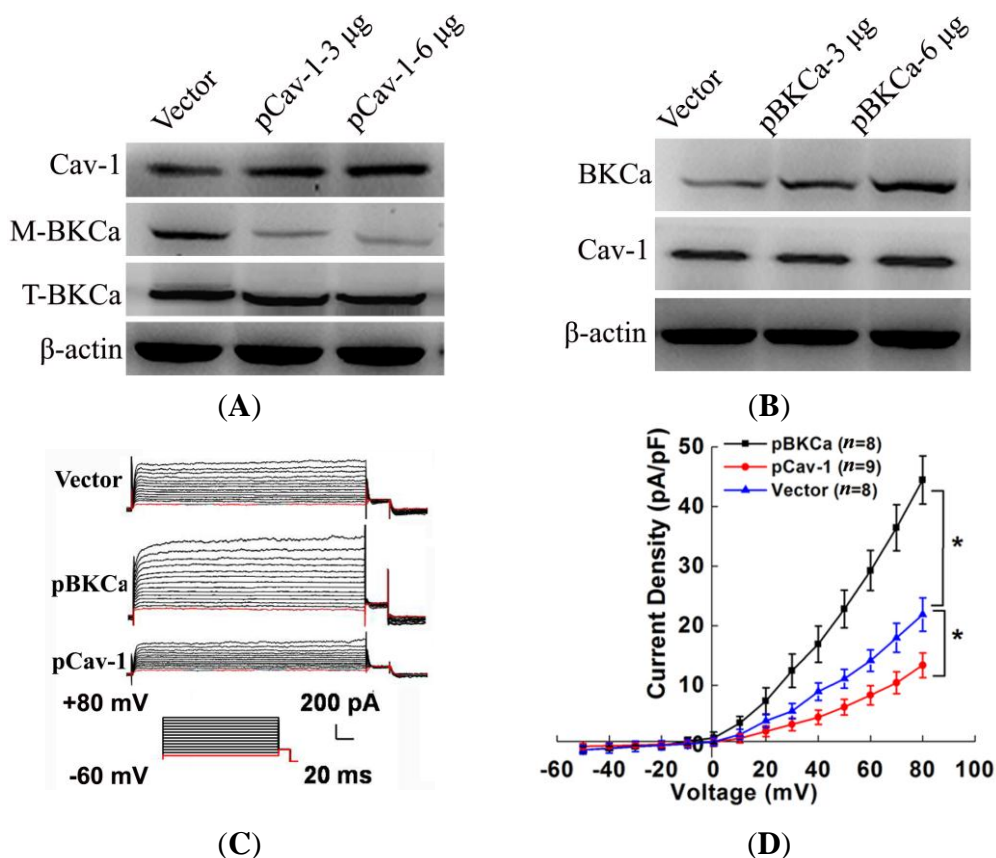 Vector
pCav-1-3 μg
pCav-1-6 μg
Cav-1
M-BKCa
T-BKCa
β-actin
(A)
Vector
pBKCa-3 μg
pBKCa-6 μg
BKCa
Cav-1
β-actin
(B)
Vector
pBKCa
pCav-1
+80 mV
200 pA
-60 mV
20 ms
(C)
pBKCa (n=8)
pCav-1 (n=9)
Vector (n=8)
Current Density (pA/pF)
50
40
30
20
10
0
*
*
-60 -40 -20 0 20 40 60 80 100
Voltage (mV)
(D)